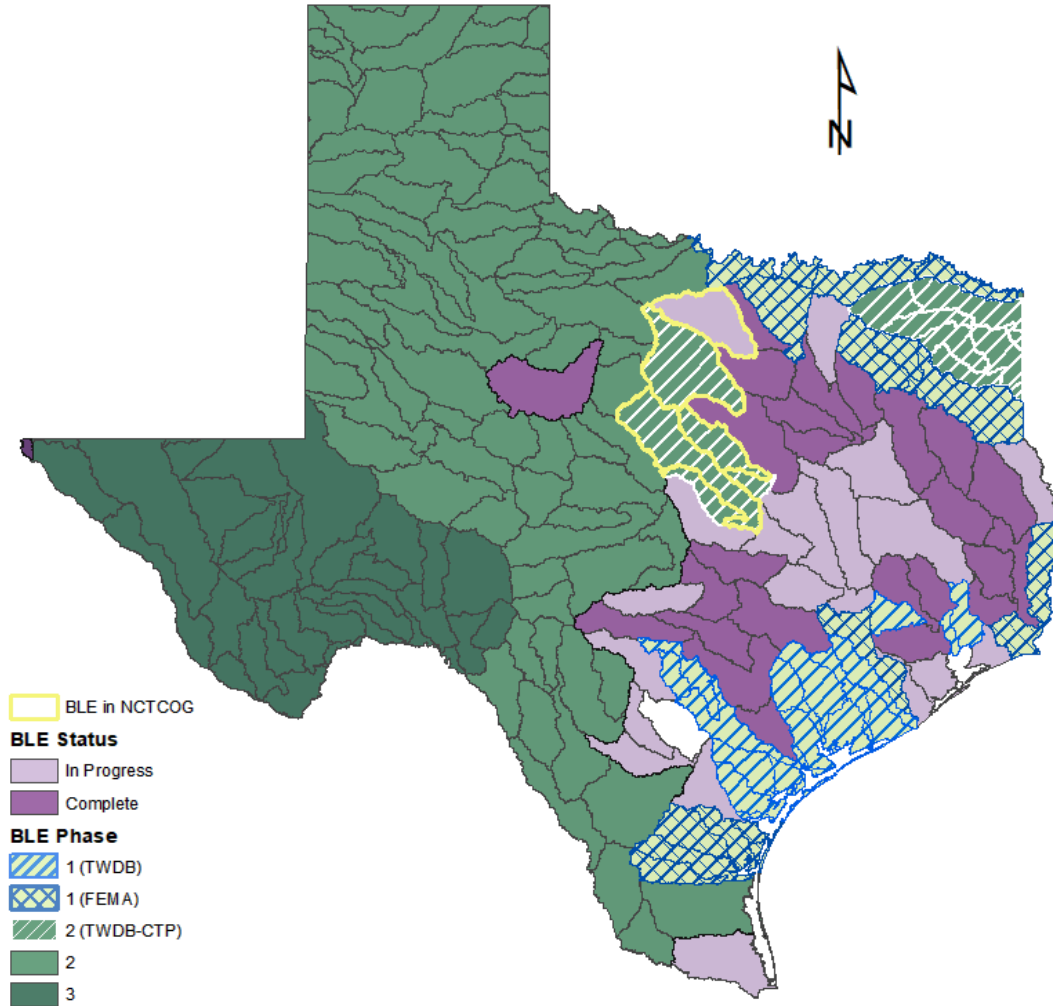 N
BLE in NCTCOG
BLE Status
In Progress
Complete
BLE Phase
1 (TWDB)
1 (FEMA)
2 (TWDB-CTP)
2
3